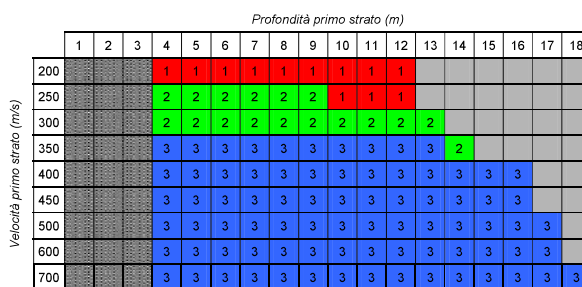 Profondità primo strato (m)
1 2 3 4 5 6 7 8 9 10 11 12 13 14 15 16 17 18
Velocità primo strato (m/s)
200 1 1 1 1 1 1 1 1 1
250 2 2 2 2 2 2 1 1 1
300 2 2 2 2 2 2 2 2 2 2
350 3 3 3 3 3 3 3 3 3 3 2
400 3 3 3 3 3 3 3 3 3 3 3 3 3
450 3 3 3 3 3 3 3 3 3 3 3 3 3
500 3 3 3 3 3 3 3 3 3 3 3 3 3 3
600 3 3 3 3 3 3 3 3 3 3 3 3 3 3
700 3 3 3 3 3 3 3 3 3 3 3 3 3 3 3